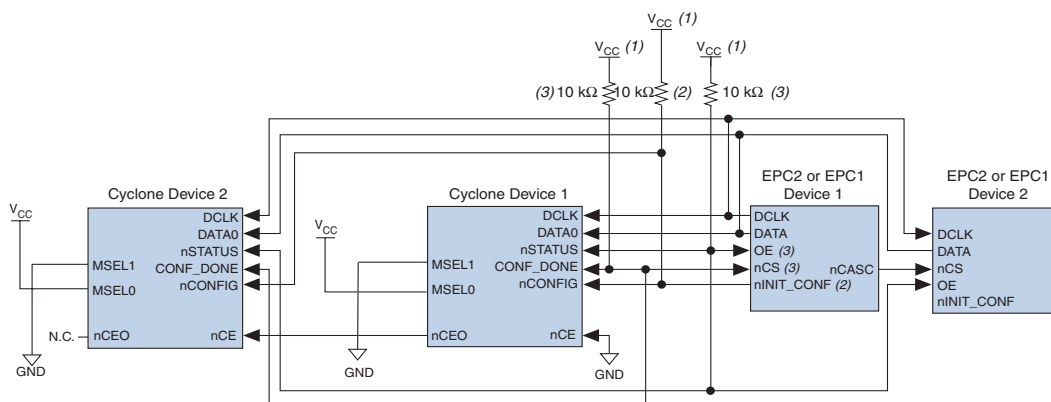 VCC (1)
VCC (1)
VCC (1)
(3) 10 kΩ
10 kΩ (2)
10 kΩ (3)
Cyclone Device 2
VCC
MSEL1
MSEL0
N.C.
nCEO
GND
DCLK
DATA0
nSTATUS
CONF_DONE
nCONFIG
nCE
Cyclone Device 1
VCC
MSEL1
MSEL0
nCEO
GND
DCLK
DATA0
nSTATUS
CONF_DONE
nCONFIG
nCE
GND
EPC2 or EPC1
Device 1
DCLK
DATA
OE (3)
nCS (3)
nCASC
nINIT_CONF (2)
EPC2 or EPC1
Device 2
DCLK
DATA
nCS
OE
nINIT_CONF